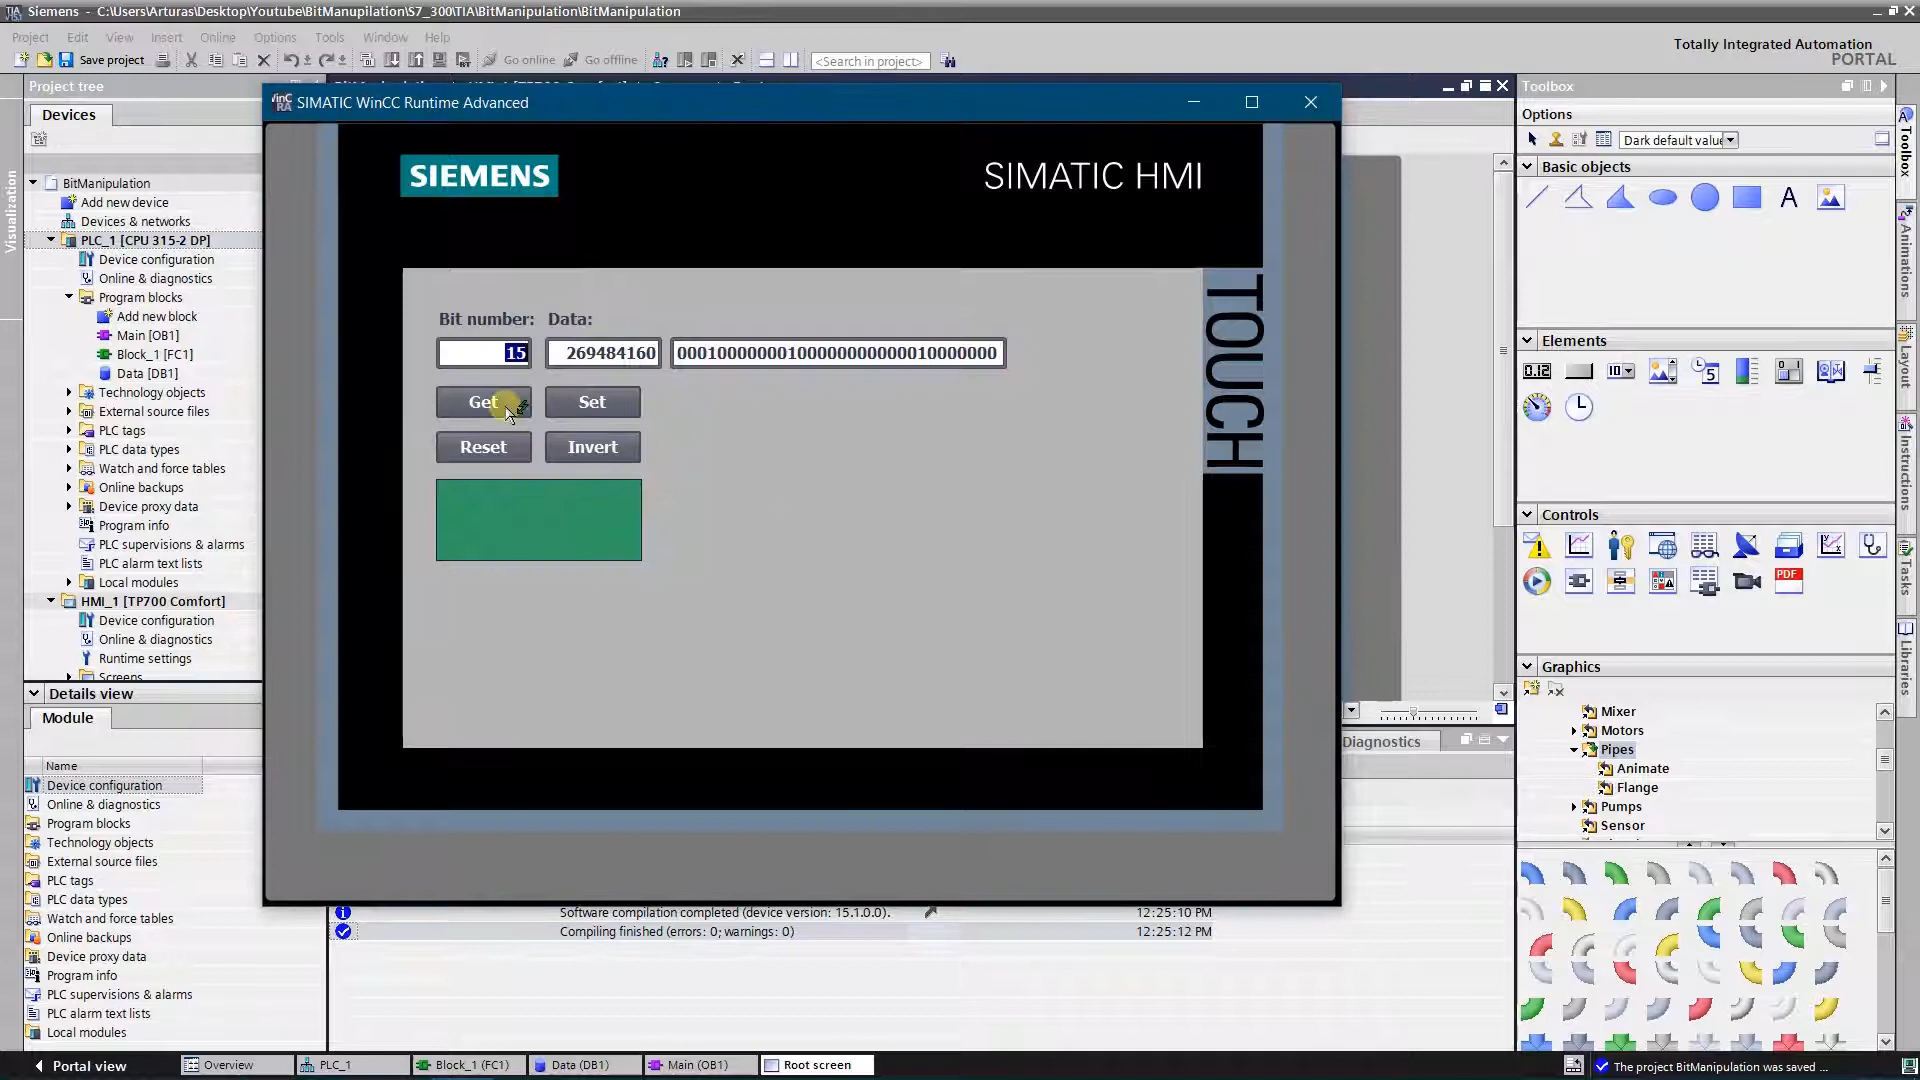 Siemens - C:\Users\Arturas\Desktop\Youtube\BitManupilation\S7_300\TIA\BitManipulation\BitManipulation
Project Edit View Insert Online Options Tools Window Help
Totally Integrated Automation
PORTAL
Save project
Go online
Go offline
<Search in project>
Project tree
Devices
Visualization
BitManipulation
Add new device
Devices & networks
PLC_1 [CPU 315-2 DP]
Device configuration
Online & diagnostics
Program blocks
Add new block
Main [OB1]
Block_1 [FC1]
Data [DB1]
Technology objects
External source files
PLC tags
PLC data types
Watch and force tables
Online backups
Device proxy data
Program info
PLC supervisions & alarms
PLC alarm text lists
Local modules
HMI_1 [TP700 Comfort]
Device configuration
Online & diagnostics
Runtime settings
Screens
Details view
Module
Name
Device configuration
Online & diagnostics
Program blocks
Technology objects
External source files
PLC tags
PLC data types
Watch and force tables
Online backups
Device proxy data
Program info
PLC supervisions & alarms
PLC alarm text lists
Local modules
SIMATIC WinCC Runtime Advanced
SIEMENS
SIMATIC HMI
TOUCH
Bit number: Data:
15
269484160
Get
Set
Reset
Invert
Diagnostics
Software compilation completed (device version: 15.1.0.0). 12:25:10 PM
Compiling finished (errors: 0; warnings: 0) 12:25:12 PM
Toolbox
Options
Basic objects
Elements
Controls
PDF
Graphics
Mixer
Motors
Pipes
Animate
Flange
Pumps
Sensor
Toolbox
Animations
Layout
Instructions
Tasks
Libraries
Portal view
Overview
PLC_1
Block_1 (FC1)
Data (DB1)
Main (OB1)
Root screen
The project BitManipulation was saved ...